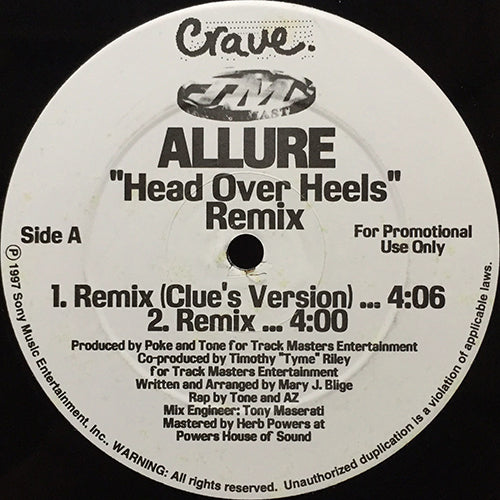 Crave.
TM
ALLURE
"Head Over Heels"
Remix
Side A
For Promotional
Use Only
1. Remix (Clue's Version) ... 4:06
2. Remix ... 4:00
Produced by Poke and Tone for Track Masters Entertainment
Co-produced by Timothy "Tyme" Riley
for Track Masters Entertainment
Written and Arranged by Mary J. Blige
Rap by Tone and AZ
Mix Engineer: Tony Maserati
Mastered by Herb Powers at
Powers House of Sound
℗ 1997 Sony Music Entertainment, Inc.. WARNING: All rights reserved. Unauthorized duplication is a violation of applicable laws.